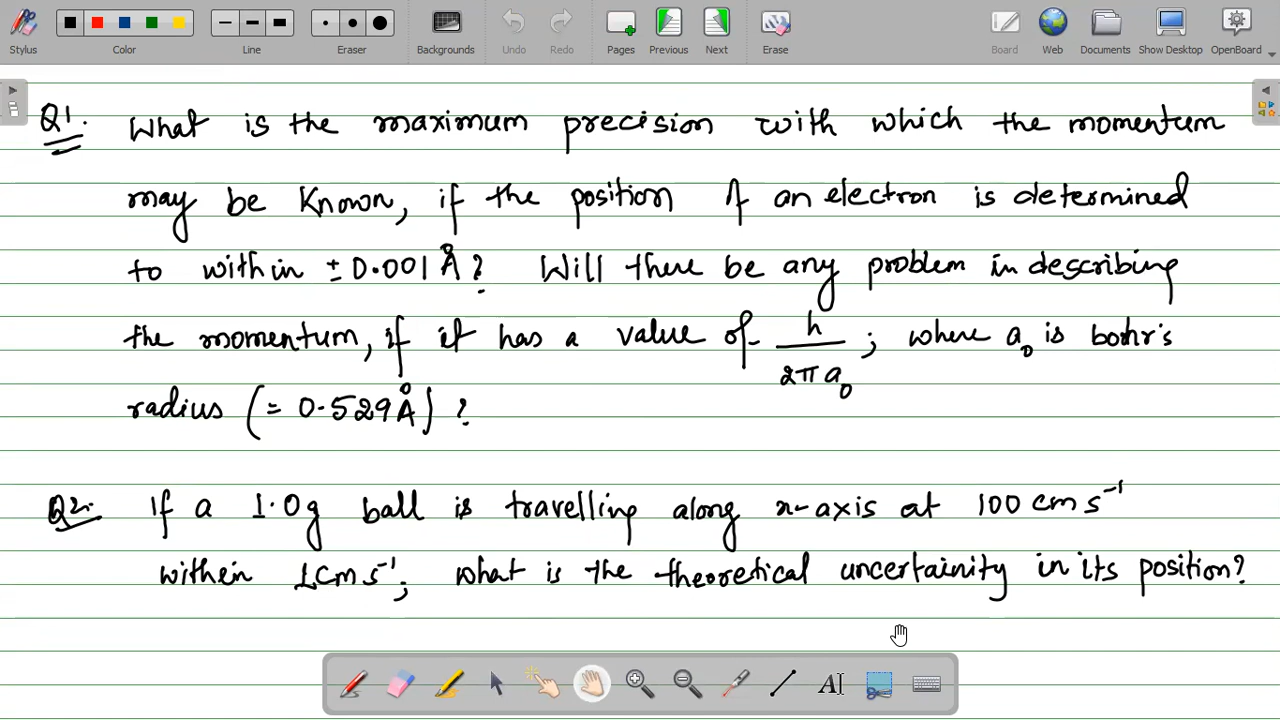 Stylus Color Line Eraser Backgrounds Undo Redo Pages Previous Next Erase Board Web Documents Show Desktop OpenBoard
Q1. What is the maximum precision with which the momentum
may be Known, if the position of an electron is determined
to within ± 0.001 Å? Will there be any problem in describing
the momentum, if it has a value of h/2πa₀; where a₀ is bohr's
radius (= 0.529 Å) ?
Q2. If a 1.0g ball is travelling along x-axis at 100 cm s⁻¹
within 1cm s⁻¹; what is the theoretical uncertainity in its position?
AI